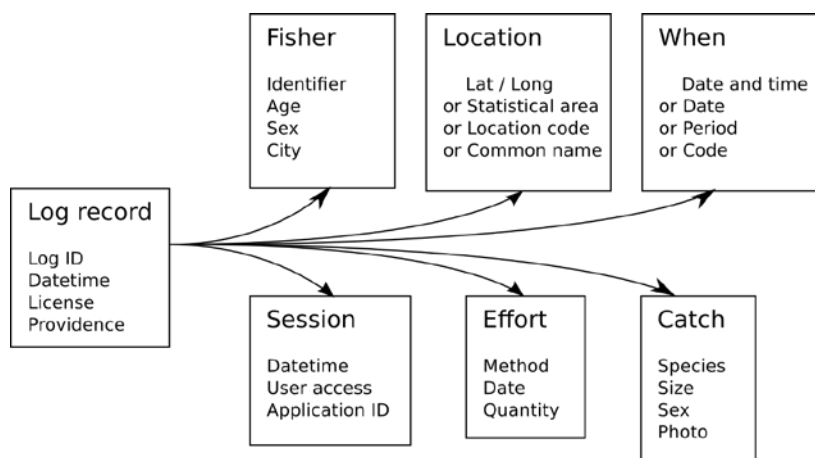 Fisher
Identifier
Age
Sex
City
Location
Lat / Long
or Statistical area
or Location code
or Common name
When
Date and time
or Date
or Period
or Code
Log record
Log ID
Datetime
License
Providence
Session
Datetime
User access
Application ID
Effort
Method
Date
Quantity
Catch
Species
Size
Sex
Photo